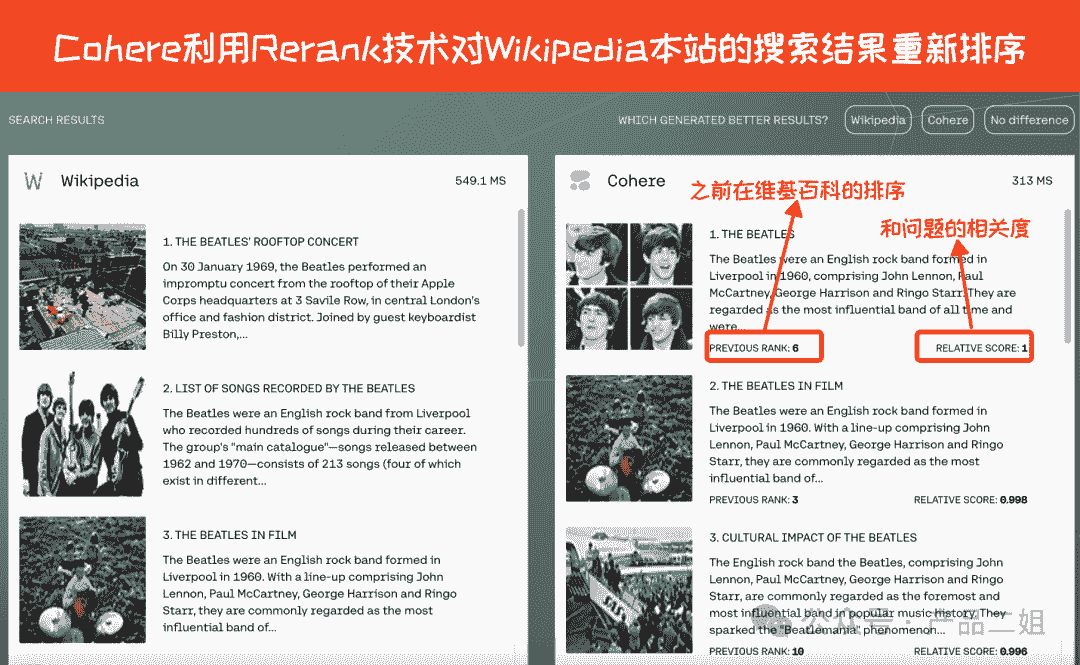 Cohere利用Rerank技术对Wikipedia本站的搜索结果重新排序
SEARCH RESULTS
WHICH GENERATED BETTER RESULTS?
Wikipedia
Cohere
No difference
W Wikipedia
549.1 MS
1. THE BEATLES' ROOFTOP CONCERT
On 30 January 1969, the Beatles performed an
impromptu concert from the rooftop of their Apple
Corps headquarters at 3 Savile Row, in central London's
office and fashion district. Joined by guest keyboardist
Billy Preston,...
2. LIST OF SONGS RECORDED BY THE BEATLES
The Beatles were an English rock band from Liverpool
who recorded hundreds of songs during their career.
The group's "main catalogue"—songs released between
1962 and 1970—consists of 213 songs (four of which
exist in different...
3. THE BEATLES IN FILM
The Beatles were an English rock band formed in
Liverpool in 1960. With a line-up comprising John
Lennon, Paul McCartney, George Harrison and Ringo
Starr, they are commonly regarded as the most
influential band of...
Cohere
313 MS
之前在维基百科的排序
和问题的相关度
1. THE BEATLES
The Beatles were an English rock band formed in
Liverpool in 1960, comprising John Lennon, Paul
McCartney, George Harrison and Ringo Starr. They are
regarded as the most influential band of all time and
were...
PREVIOUS RANK: 6
RELATIVE SCORE: 1
2. THE BEATLES IN FILM
The Beatles were an English rock band formed in
Liverpool in 1960. With a line-up comprising John
Lennon, Paul McCartney, George Harrison and Ringo
Starr, they are commonly regarded as the most
influential band of...
PREVIOUS RANK: 3
RELATIVE SCORE: 0.998
3. CULTURAL IMPACT OF THE BEATLES
The English rock band the Beatles, comprising John
Lennon, Paul McCartney, George Harrison and Ringo
Starr, are commonly regarded as the foremost and
most influential band in popular music history. They
sparked the "Beatlemania" phenomenon...
PREVIOUS RANK: 10
RELATIVE SCORE: 0.996
公众号 · 产品二姐